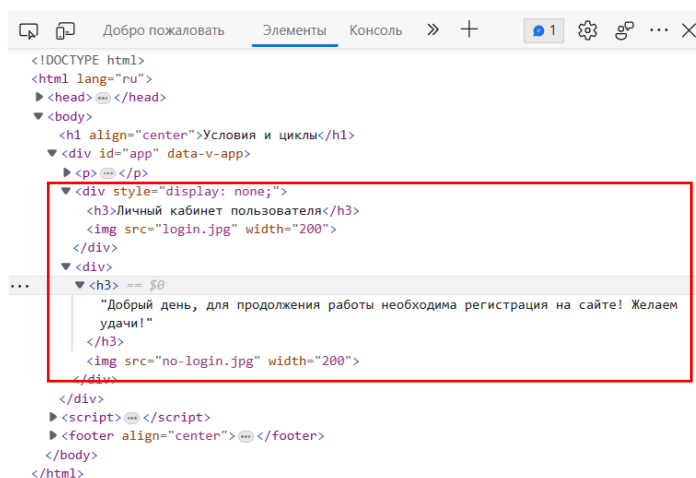 Добро пожаловать Элементы Консоль » + 1 ... ×
<!DOCTYPE html>
<html lang="ru">
▶<head>⋯</head>
▼<body>
<h1 align="center">Условия и циклы</h1>
▼<div id="app" data-v-app>
▶<p>⋯</p>
▼<div style="display: none;">
<h3>Личный кабинет пользователя</h3>
<img src="login.jpg" width="200">
</div>
▼<div>
... ▼<h3> == $0
"Добрый день, для продолжения работы необходима регистрация на сайте! Желаем
удачи!"
</h3>
<img src="no-login.jpg" width="200">
</div>
</div>
▶<script>⋯</script>
▶<footer align="center">⋯</footer>
</body>
</html>